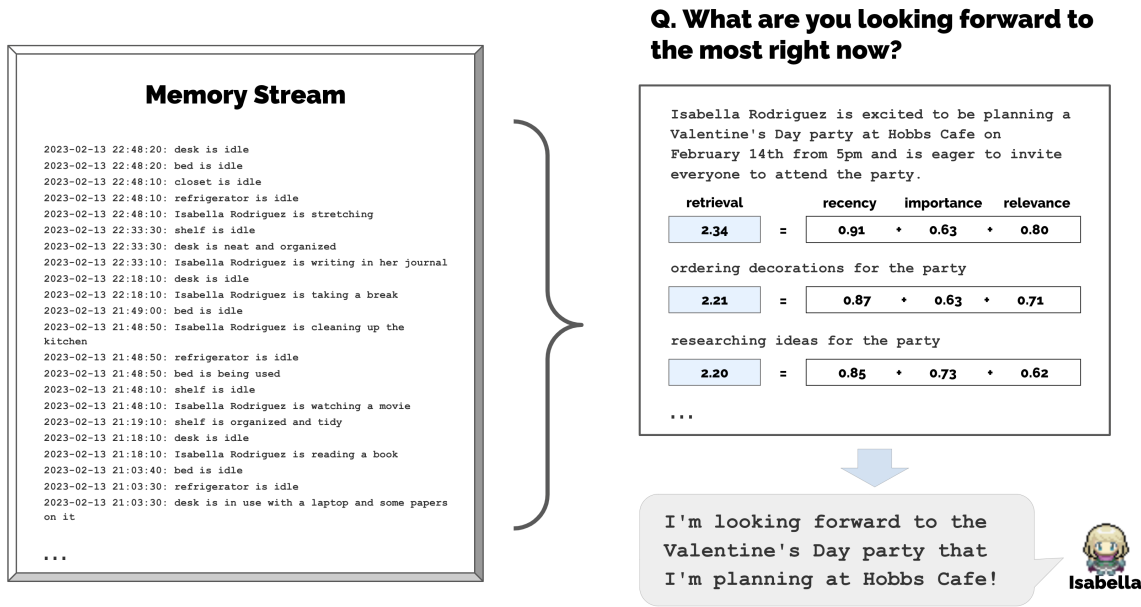 Memory Stream
2023-02-13 22:48:20: desk is idle
2023-02-13 22:48:20: bed is idle
2023-02-13 22:48:10: closet is idle
2023-02-13 22:48:10: refrigerator is idle
2023-02-13 22:48:10: Isabella Rodriguez is stretching
2023-02-13 22:33:30: shelf is idle
2023-02-13 22:33:30: desk is neat and organized
2023-02-13 22:33:10: Isabella Rodriguez is writing in her journal
2023-02-13 22:18:10: desk is idle
2023-02-13 22:18:10: Isabella Rodriguez is taking a break
2023-02-13 21:49:00: bed is idle
2023-02-13 21:48:50: Isabella Rodriguez is cleaning up the
kitchen
2023-02-13 21:48:50: refrigerator is idle
2023-02-13 21:48:50: bed is being used
2023-02-13 21:48:10: shelf is idle
2023-02-13 21:48:10: Isabella Rodriguez is watching a movie
2023-02-13 21:19:10: shelf is organized and tidy
2023-02-13 21:18:10: desk is idle
2023-02-13 21:18:10: Isabella Rodriguez is reading a book
2023-02-13 21:03:40: bed is idle
2023-02-13 21:03:30: refrigerator is idle
2023-02-13 21:03:30: desk is in use with a laptop and some papers
on it
...
Q. What are you looking forward to
the most right now?
Isabella Rodriguez is excited to be planning a
Valentine's Day party at Hobbs Cafe on
February 14th from 5pm and is eager to invite
everyone to attend the party.
retrieval recency importance relevance
2.34 = 0.91 + 0.63 + 0.80
ordering decorations for the party
2.21 = 0.87 + 0.63 + 0.71
researching ideas for the party
2.20 = 0.85 + 0.73 + 0.62
...
I'm looking forward to the
Valentine's Day party that
I'm planning at Hobbs Cafe!
Isabella